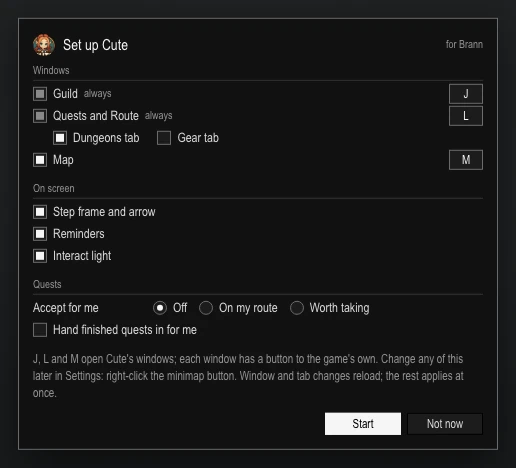 Set up Cute
for Brann
Windows
Guild always
J
Quests and Route always
L
Dungeons tab Gear tab
Map
M
On screen
Step frame and arrow
Reminders
Interact light
Quests
Accept for me Off On my route Worth taking
Hand finished quests in for me
J, L and M open Cute's windows; each window has a button to the game's own. Change any of this
later in Settings: right-click the minimap button. Window and tab changes reload; the rest applies at
once.
Start
Not now